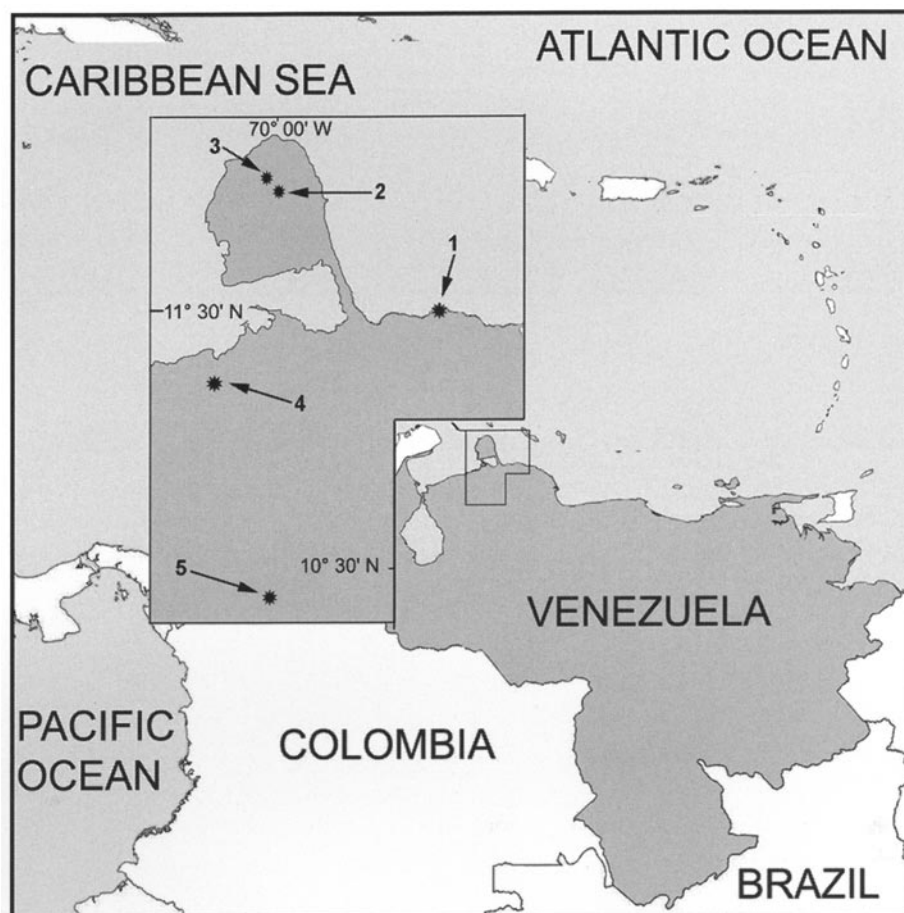 ATLANTIC OCEAN
CARIBBEAN SEA
70° 00' W
3
2
1
11° 30' N
4
10° 30' N
5
VENEZUELA
PACIFIC
OCEAN
COLOMBIA
BRAZIL